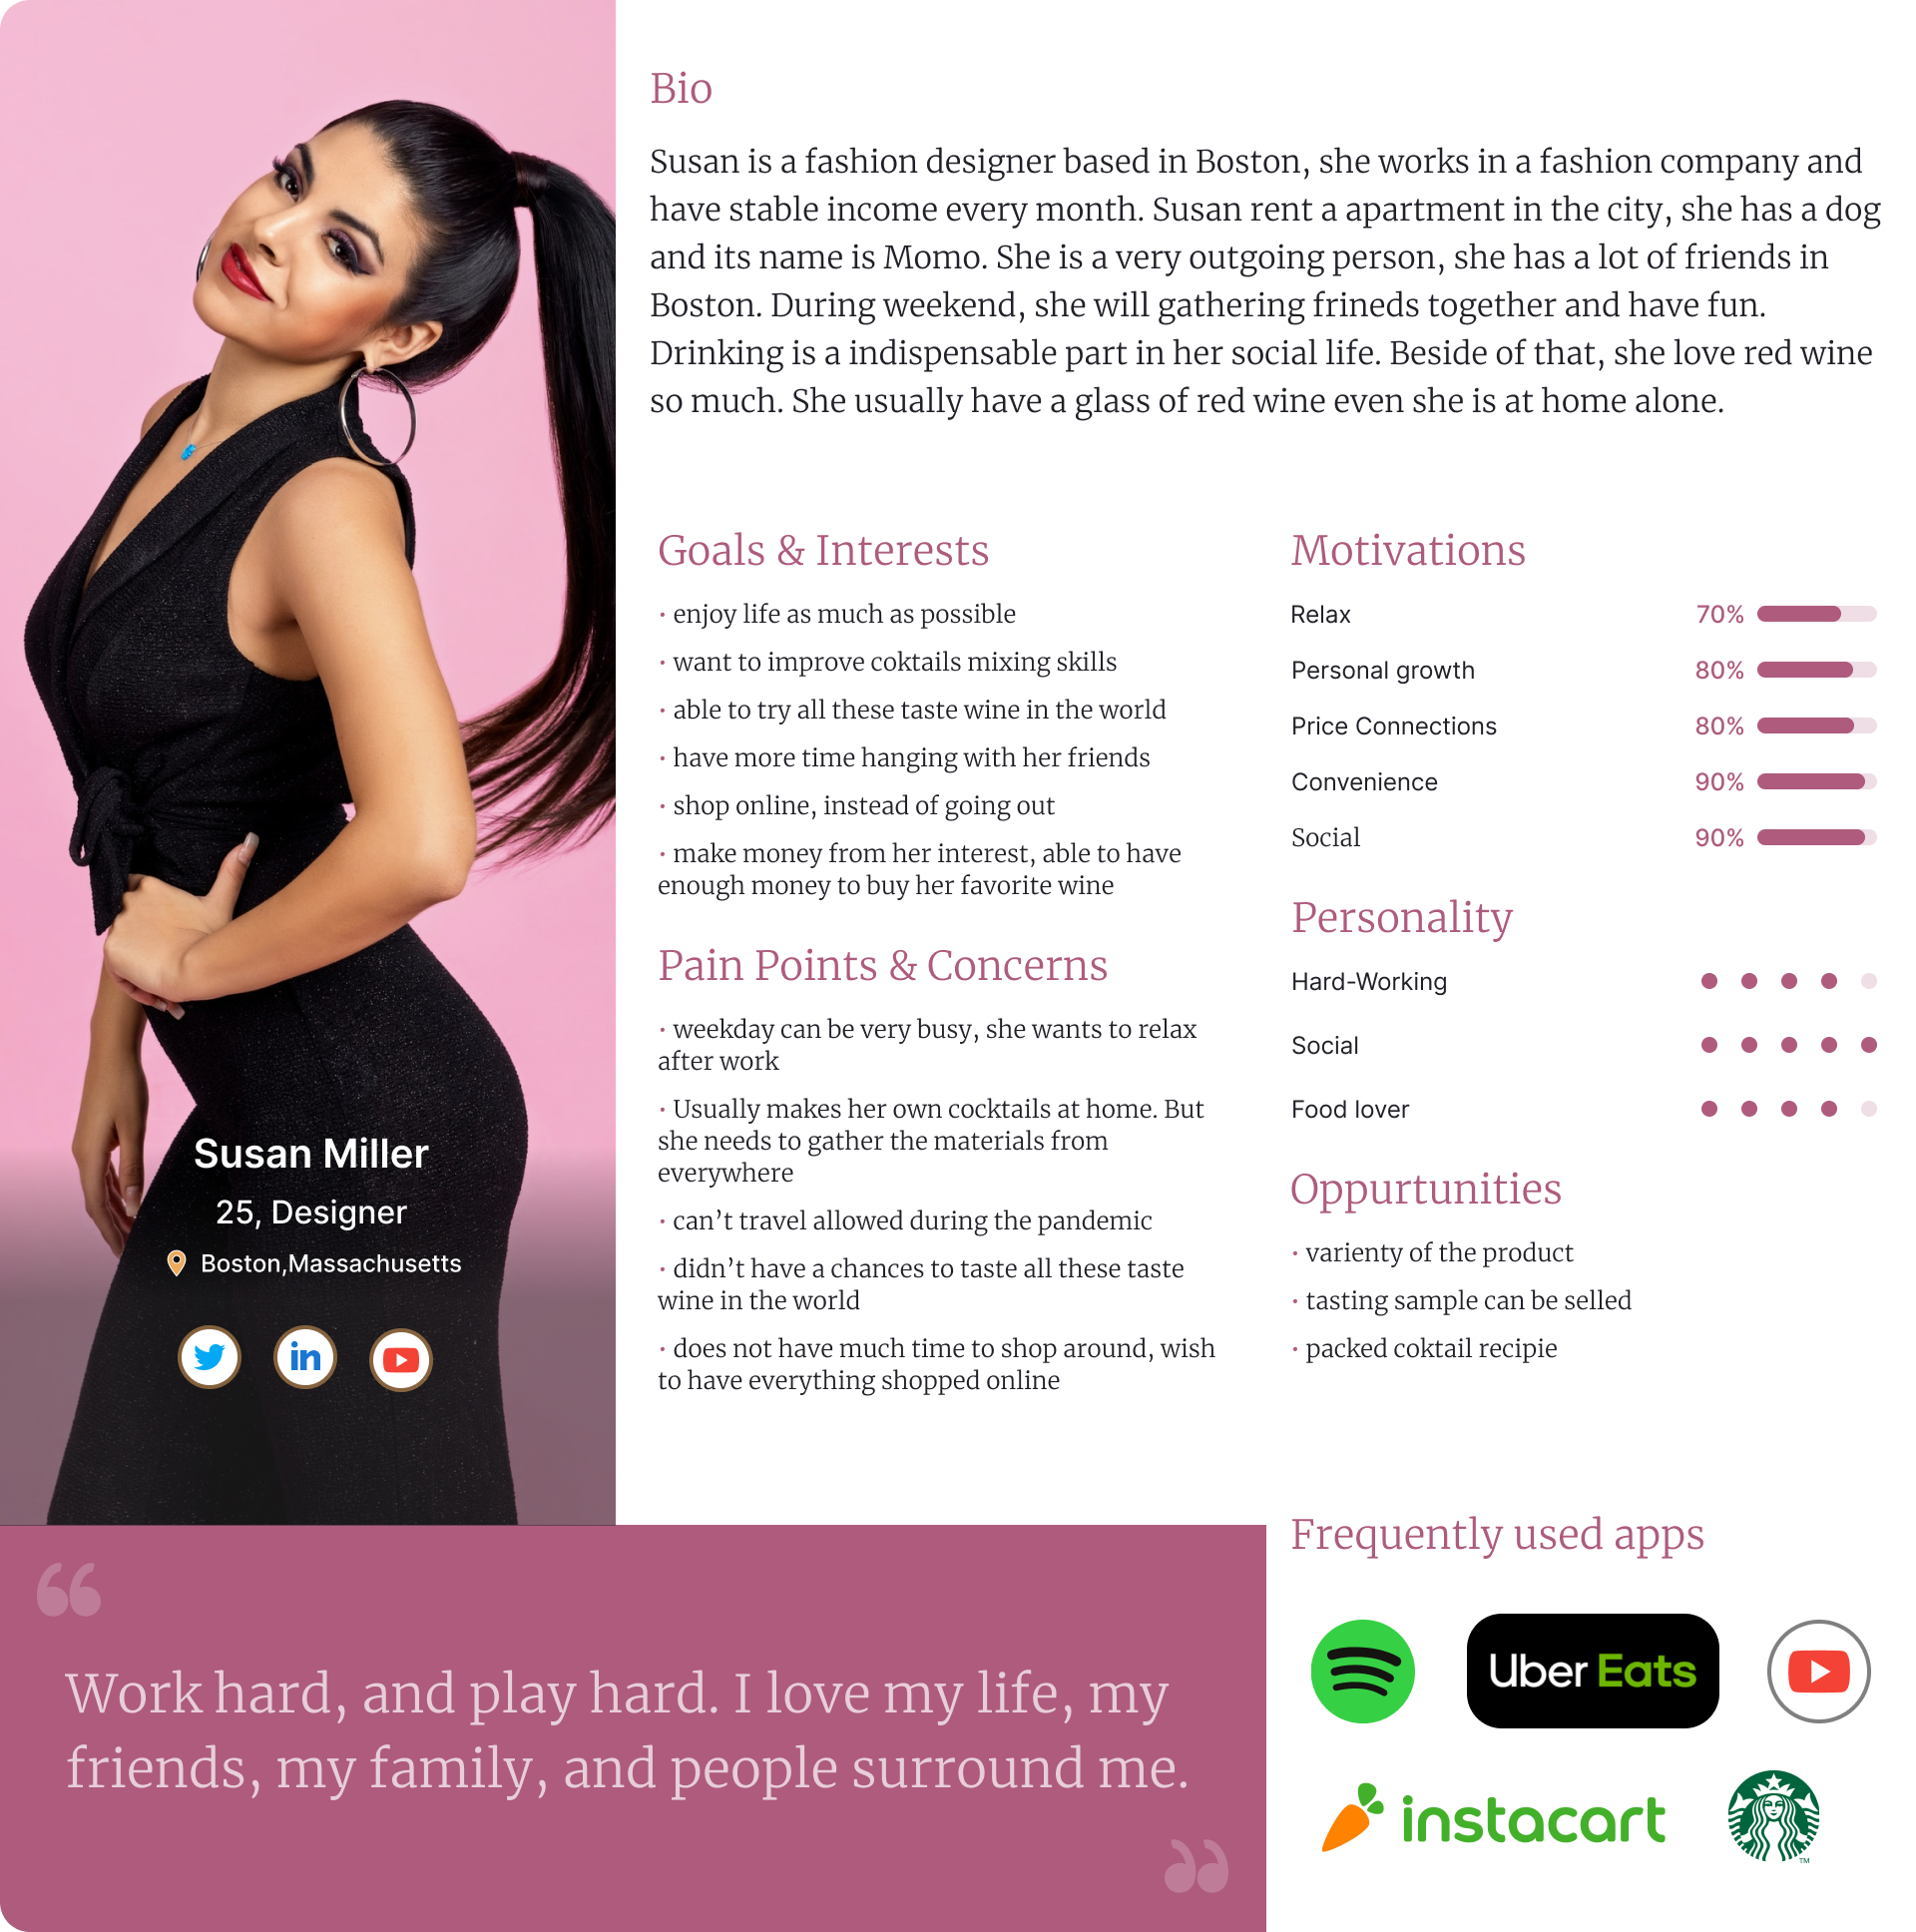 Bio
Susan is a fashion designer based in Boston, she works in a fashion company and
have stable income every month. Susan rent a apartment in the city, she has a dog
and its name is Momo. She is a very outgoing person, she has a lot of friends in
Boston. During weekend, she will gathering frineds together and have fun.
Drinking is a indispensable part in her social life. Beside of that, she love red wine
so much. She usually have a glass of red wine even she is at home alone.
Goals & Interests
· enjoy life as much as possible
· want to improve coktails mixing skills
· able to try all these taste wine in the world
· have more time hanging with her friends
· shop online, instead of going out
· make money from her interest, able to have
enough money to buy her favorite wine
Pain Points & Concerns
· weekday can be very busy, she wants to relax
after work
· Usually makes her own cocktails at home. But
she needs to gather the materials from
everywhere
· can’t travel allowed during the pandemic
· didn’t have a chances to taste all these taste
wine in the world
· does not have much time to shop around, wish
to have everything shopped online
Motivations
Relax 70%
Personal growth 80%
Price Connections 80%
Convenience 90%
Social 90%
Personality
Hard-Working
Social
Food lover
Oppurtunities
· varienty of the product
· tasting sample can be selled
· packed coktail recipie
Susan Miller
25, Designer
Boston,Massachusetts
in
“
Work hard, and play hard. I love my life, my
friends, my family, and people surround me.
”
Frequently used apps
Uber Eats
instacart
TM